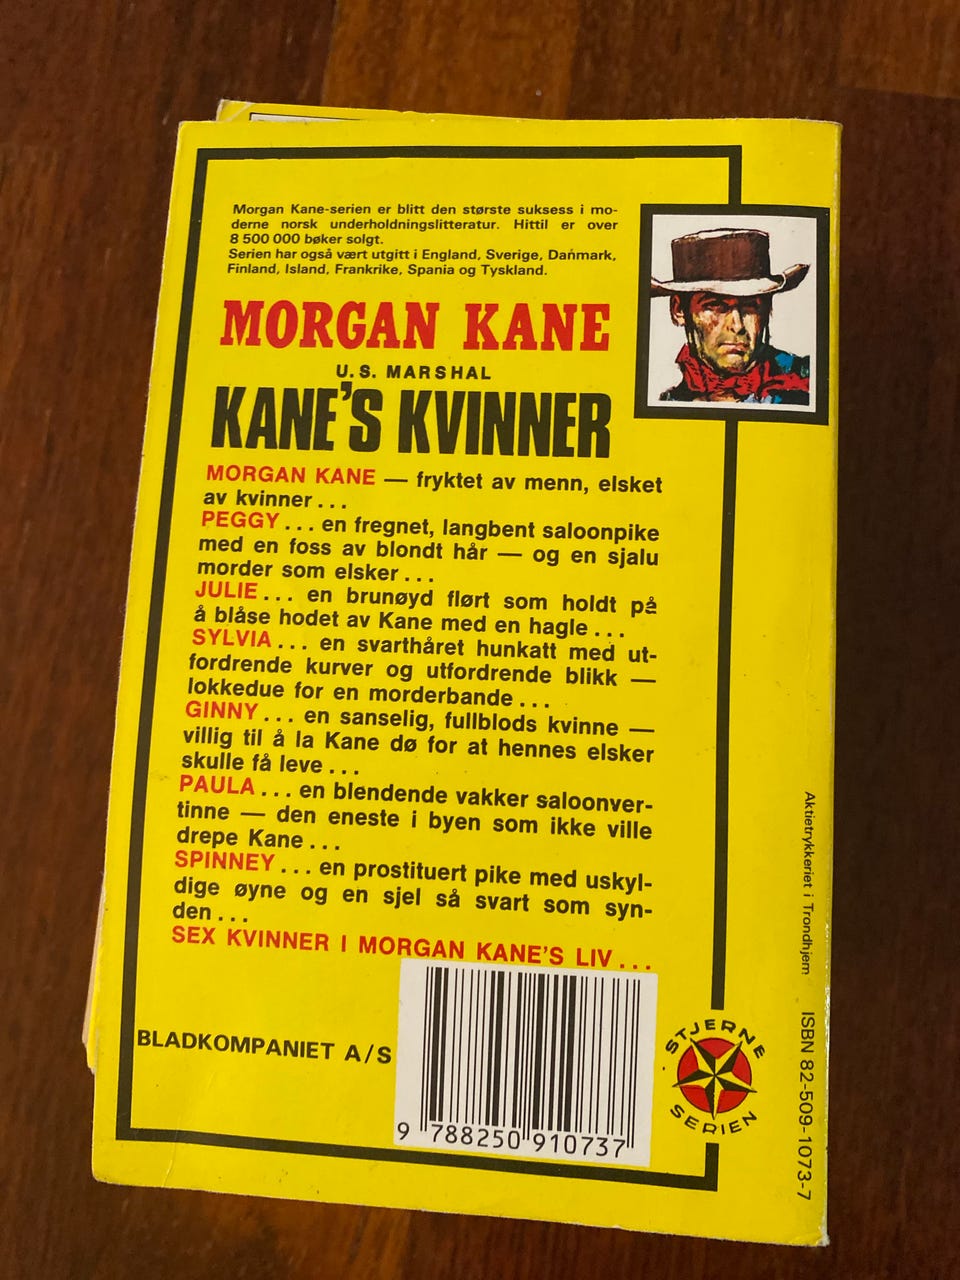 Morgan Kane-serien er blitt den største suksess i mo-
derne norsk underholdningslitteratur. Hittil er over
8 500 000 bøker solgt.
Serien har også vært utgitt i England, Sverige, Danmark,
Finland, Island, Frankrike, Spania og Tyskland.
MORGAN KANE
U.S. MARSHAL
KANE'S KVINNER
MORGAN KANE — fryktet av menn, elsket
av kvinner...
PEGGY... en fregnet, langbent saloonpike
med en foss av blondt hår — og en sjalu
morder som elsker...
JULIE... en brunøyd flørt som holdt på
å blåse hodet av Kane med en hagle...
SYLVIA... en svarthåret hunkatt med ut-
fordrende kurver og utfordrende blikk —
lokkedue for en morderbande...
GINNY... en sanselig, fullblods kvinne —
villig til å la Kane dø for at hennes elsker
skulle få leve...
PAULA... en blendende vakker saloonver-
tinne — den eneste i byen som ikke ville
drepe Kane...
SPINNEY... en prostituert pike med uskyl-
dige øyne og en sjel så svart som syn-
den...
SEX KVINNER I MORGAN KANE'S LIV...
BLADKOMPANIET A/S
9 788250 910737
STJERNE
SERIEN
Aktietrykkeriet i Trondhjem
ISBN 82-509-1073-7